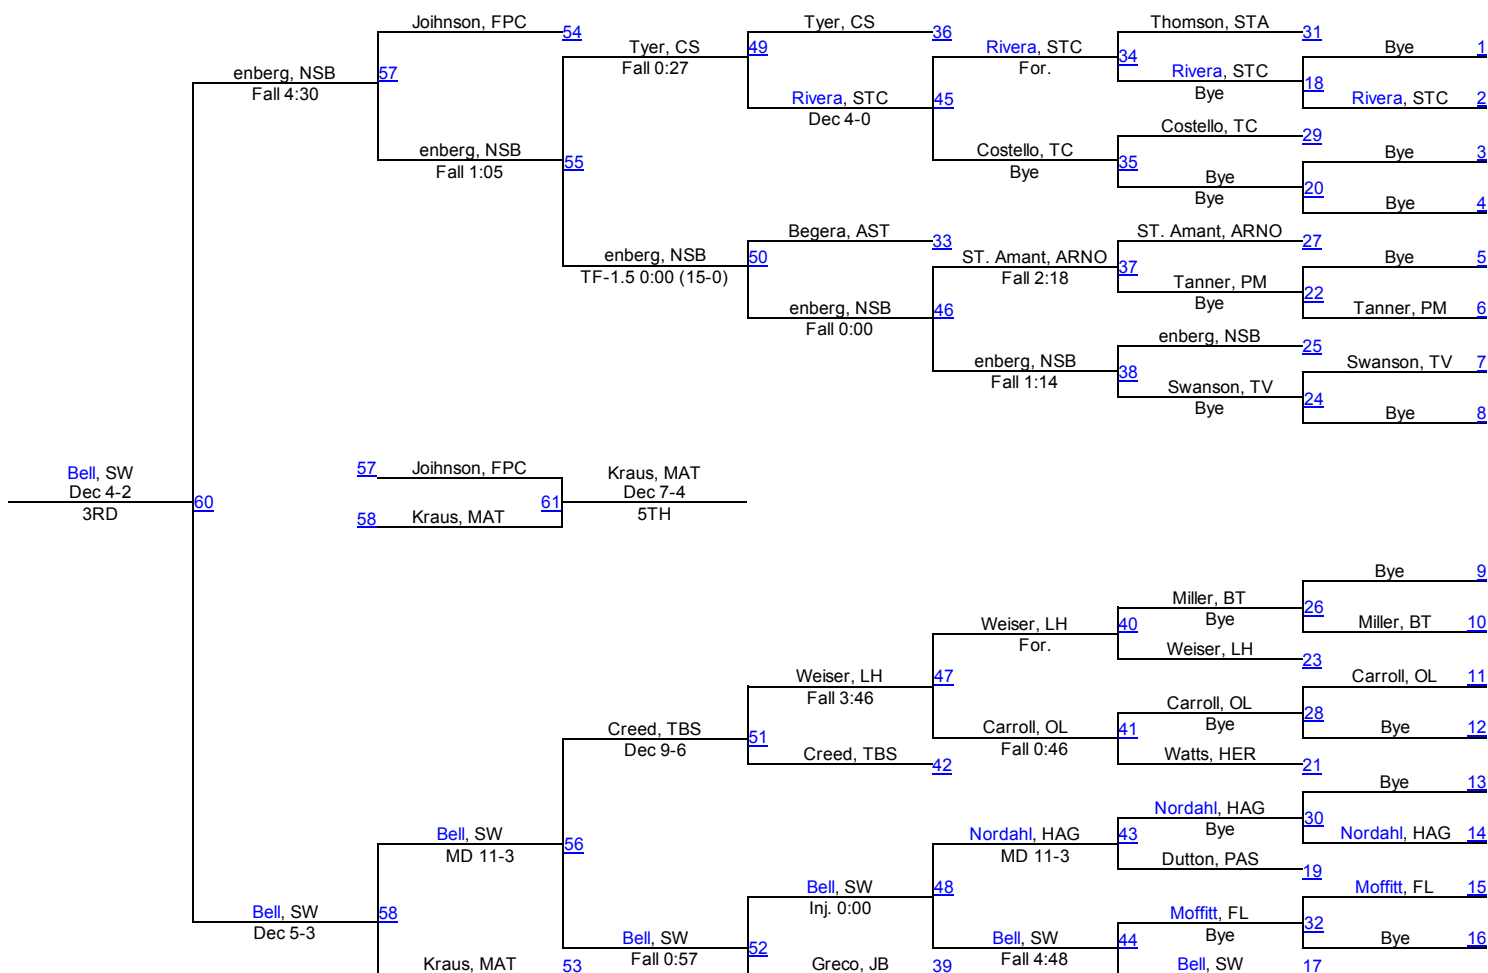 Joihnson, FPC
54
Tyer, CS
36
Thomson, STA
31
Tyer, CS
49
Rivera, STC
Bye
1
Fall 0:27
For.
34
enberg, NSB
57
Rivera, STC
18
Fall 4:30
Rivera, STC
45
Bye
Rivera, STC
2
Dec 4-0
Costello, TC
29
enberg, NSB
Costello, TC
Bye
3
Fall 1:05
55
Bye
35
Bye
20
Bye
Bye
4
Begera, AST
33
ST. Amant, ARNO
27
enberg, NSB
50
ST. Amant, ARNO
Bye
5
TF-1.5 0:00 (15-0)
Fall 2:18
37
Tanner, PM
22
enberg, NSB
46
Bye
Tanner, PM
6
Fall 0:00
enberg, NSB
25
enberg, NSB
Swanson, TV
7
Fall 1:14
38
Swanson, TV
24
Bye
Bye
8
Bell, SW
57
Joihnson, FPC
Kraus, MAT
Dec 4-2
60
61
Dec 7-4
3RD
58
Kraus, MAT
5TH
Bye
9
Miller, BT
26
Weiser, LH
40
Bye
Miller, BT
10
For.
Weiser, LH
23
Weiser, LH
47
Carroll, OL
11
Fall 3:46
Carroll, OL
28
Creed, TBS
51
Carroll, OL
41
Bye
Bye
12
Dec 9-6
Creed, TBS
42
Fall 0:46
Watts, HER
21
Bye
13
Nordahl, HAG
30
Bell, SW
56
Nordahl, HAG
43
Bye
Nordahl, HAG
14
MD 11-3
MD 11-3
Dutton, PAS
19
Bell, SW
48
Moffitt, FL
15
Bell, SW
58
Inj. 0:00
Moffitt, FL
32
Dec 5-3
Bell, SW
52
Bell, SW
44
Bye
Bye
16
Kraus, MAT
53
Fall 0:57
Greco, JB
39
Fall 4:48
Bell, SW
17